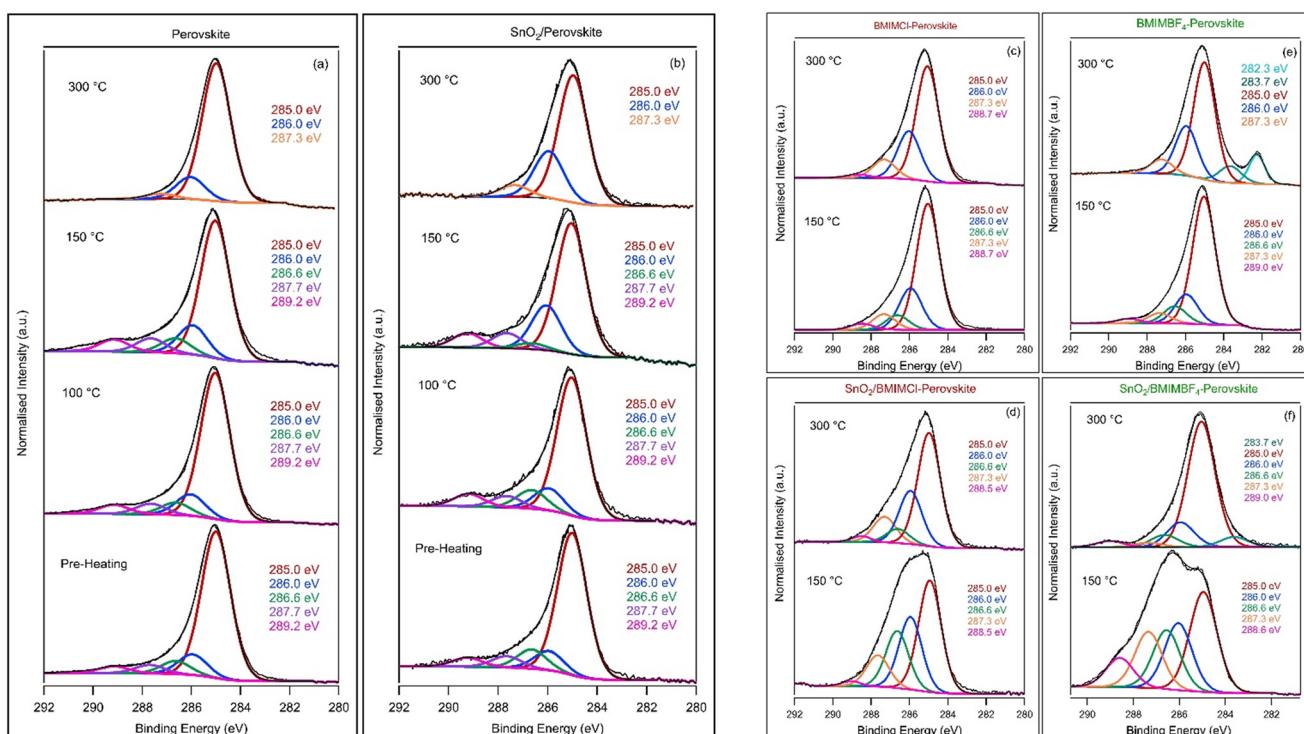 Perovskite
(a)
300 °C
285.0 eV
286.0 eV
287.3 eV
150 °C
285.0 eV
286.0 eV
286.6 eV
287.7 eV
289.2 eV
100 °C
285.0 eV
286.0 eV
286.6 eV
287.7 eV
289.2 eV
Pre-Heating
285.0 eV
286.0 eV
286.6 eV
287.7 eV
289.2 eV
Normalised Intensity (a.u.)
292 290 288 286 284 282 280
Binding Energy (eV)
SnO₂/Perovskite
(b)
300 °C
285.0 eV
286.0 eV
287.3 eV
150 °C
285.0 eV
286.0 eV
286.6 eV
287.7 eV
289.2 eV
100 °C
285.0 eV
286.0 eV
286.6 eV
287.7 eV
289.2 eV
Pre-Heating
285.0 eV
286.0 eV
286.6 eV
287.7 eV
289.2 eV
Normalised Intensity (a.u.)
292 290 288 286 284 282 280
Binding Energy (eV)
BMIMCl-Perovskite
(c)
300 °C
285.0 eV
286.0 eV
287.3 eV
288.7 eV
150 °C
285.0 eV
286.0 eV
286.6 eV
287.3 eV
288.7 eV
Normalised Intensity (a.u.)
292 290 288 286 284 282 280
Binding Energy (eV)
BMIMBF₄-Perovskite
(e)
300 °C
282.3 eV
283.7 eV
285.0 eV
286.0 eV
287.3 eV
150 °C
285.0 eV
286.0 eV
286.6 eV
287.3 eV
289.0 eV
Normalised Intensity (a.u.)
292 290 288 286 284 282 280
Binding Energy (eV)
SnO₂/BMIMCl-Perovskite
(d)
300 °C
285.0 eV
286.0 eV
286.6 eV
287.3 eV
288.5 eV
150 °C
285.0 eV
286.0 eV
286.6 eV
287.3 eV
288.5 eV
Normalised Intensity (a.u.)
292 290 288 286 284 282 280
Binding Energy (eV)
SnO₂/BMIMBF₄-Perovskite
(f)
300 °C
283.7 eV
285.0 eV
286.0 eV
286.6 eV
287.3 eV
289.0 eV
150 °C
285.0 eV
286.0 eV
286.6 eV
287.3 eV
288.6 eV
Normalised Intensity (a.u.)
290 288 286 284 282
Binding Energy (eV)